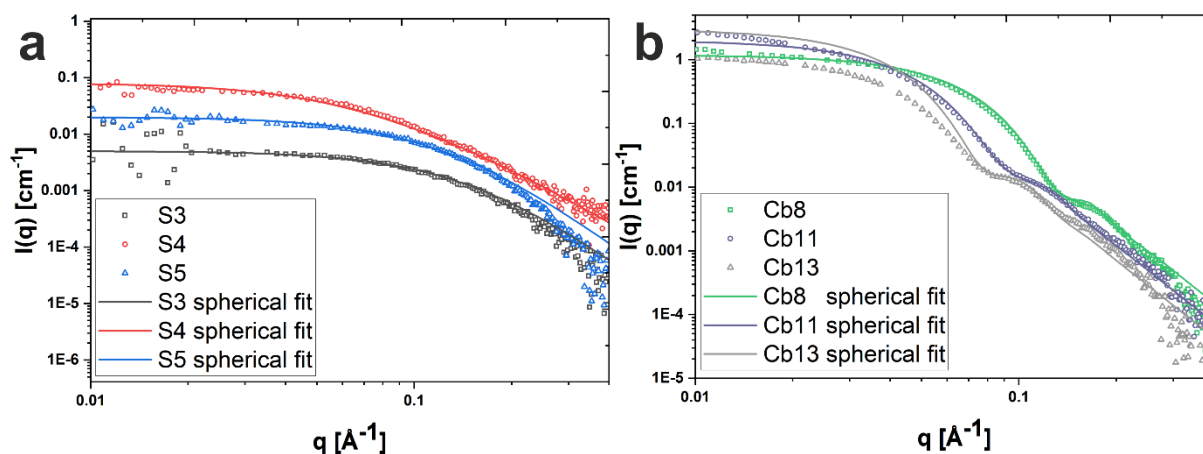 a
I(q) [cm-1]
0.1
0.01
0.001
1E-4
1E-5
1E-6
S3
S4
S5
S3 spherical fit
S4 spherical fit
S5 spherical fit
0.01
0.1
q [Å-1]
b
I(q) [cm-1]
1
0.1
0.01
0.001
1E-4
1E-5
Cb8
Cb11
Cb13
Cb8 spherical fit
Cb11 spherical fit
Cb13 spherical fit
0.01
0.1
q [Å-1]